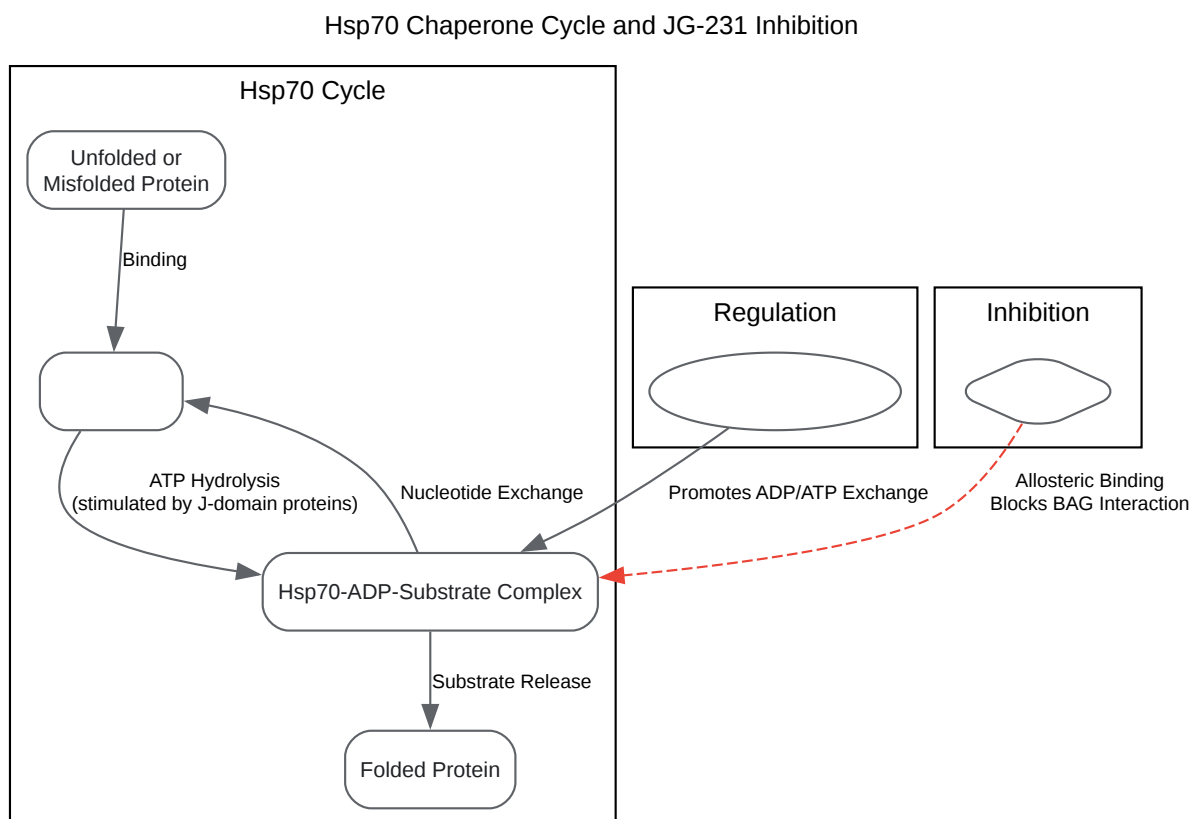 Hsp70 Chaperone Cycle and JG-231 Inhibition
Hsp70 Cycle
Unfolded or
Misfolded Protein
Binding
Regulation
Inhibition
ATP Hydrolysis
(stimulated by J-domain proteins)
Nucleotide Exchange
Promotes ADP/ATP Exchange
Allosteric Binding
Blocks BAG Interaction
Hsp70-ADP-Substrate Complex
Substrate Release
Folded Protein